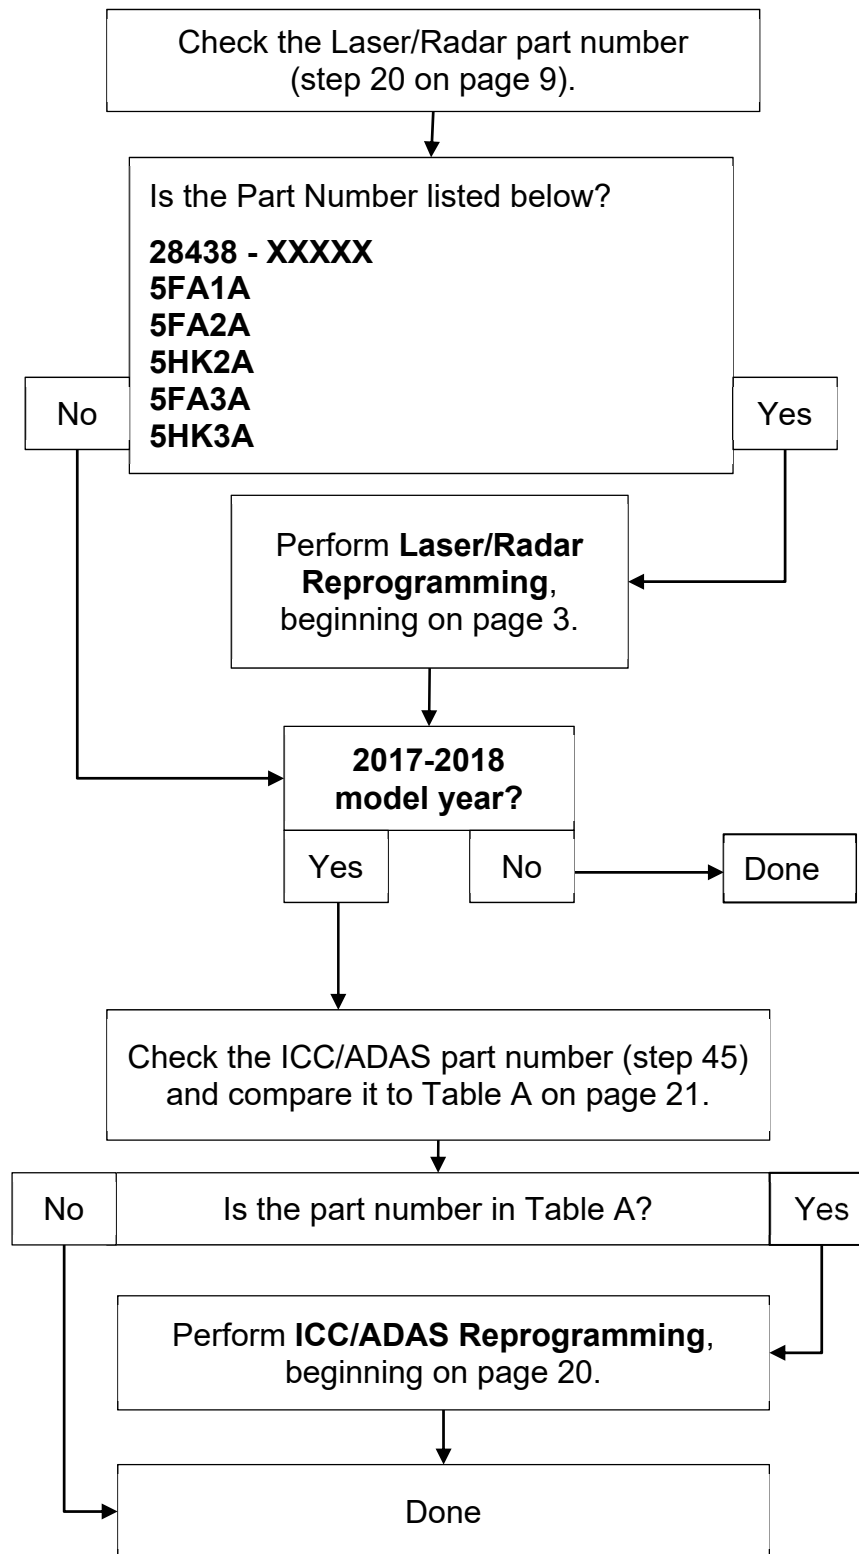 Check the Laser/Radar part number
(step 20 on page 9).
Is the Part Number listed below?
28438 - XXXXX
5FA1A
5FA2A
5HK2A
5FA3A
5HK3A
No
Yes
Perform Laser/Radar
Reprogramming,
beginning on page 3.
2017-2018
model year?
Yes
No
Done
Check the ICC/ADAS part number (step 45)
and compare it to Table A on page 21.
No
Is the part number in Table A?
Yes
Perform ICC/ADAS Reprogramming,
beginning on page 20.
Done